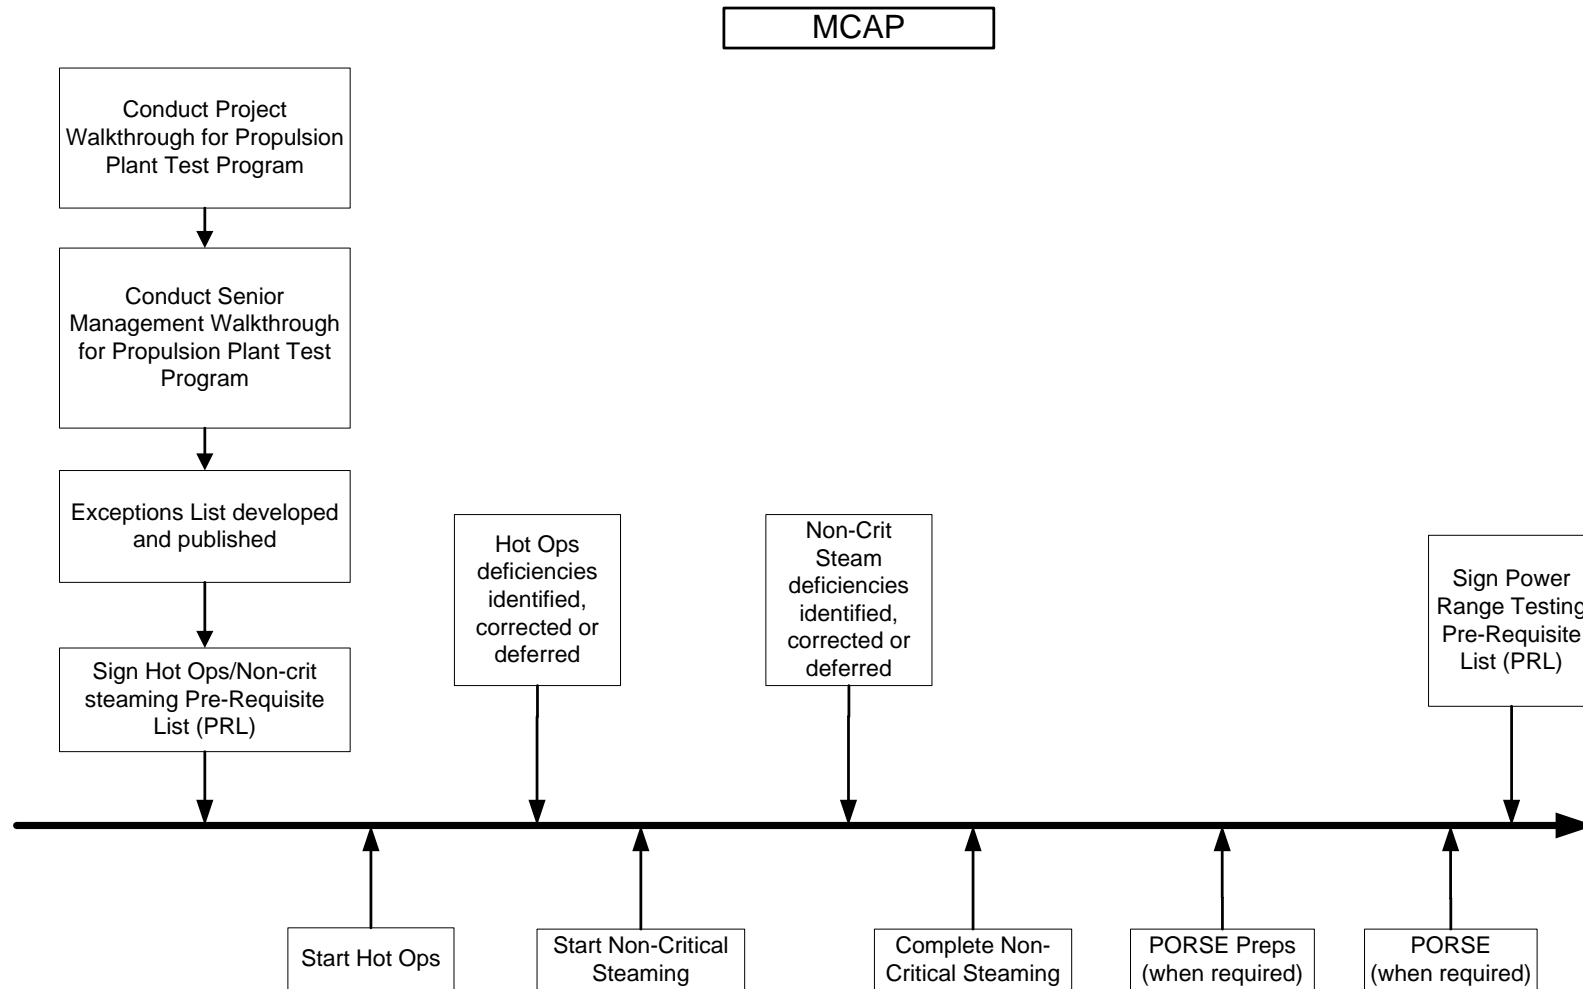 MCAP
Conduct Project
Walkthrough for Propulsion
Plant Test Program
Conduct Senior
Management Walkthrough
for Propulsion Plant Test
Program
Exceptions List developed
and published
Sign Hot Ops/Non-crit
steaming Pre-Requisite
List (PRL)
Hot Ops
deficiencies
identified,
corrected or
deferred
Non-Crit
Steam
deficiencies
identified,
corrected or
deferred
Sign Power
Range Testing
Pre-Requisite
List (PRL)
Start Hot Ops
Start Non-Critical
Steaming
Complete Non-
Critical Steaming
PORSE Preps
(when required)
PORSE
(when required)